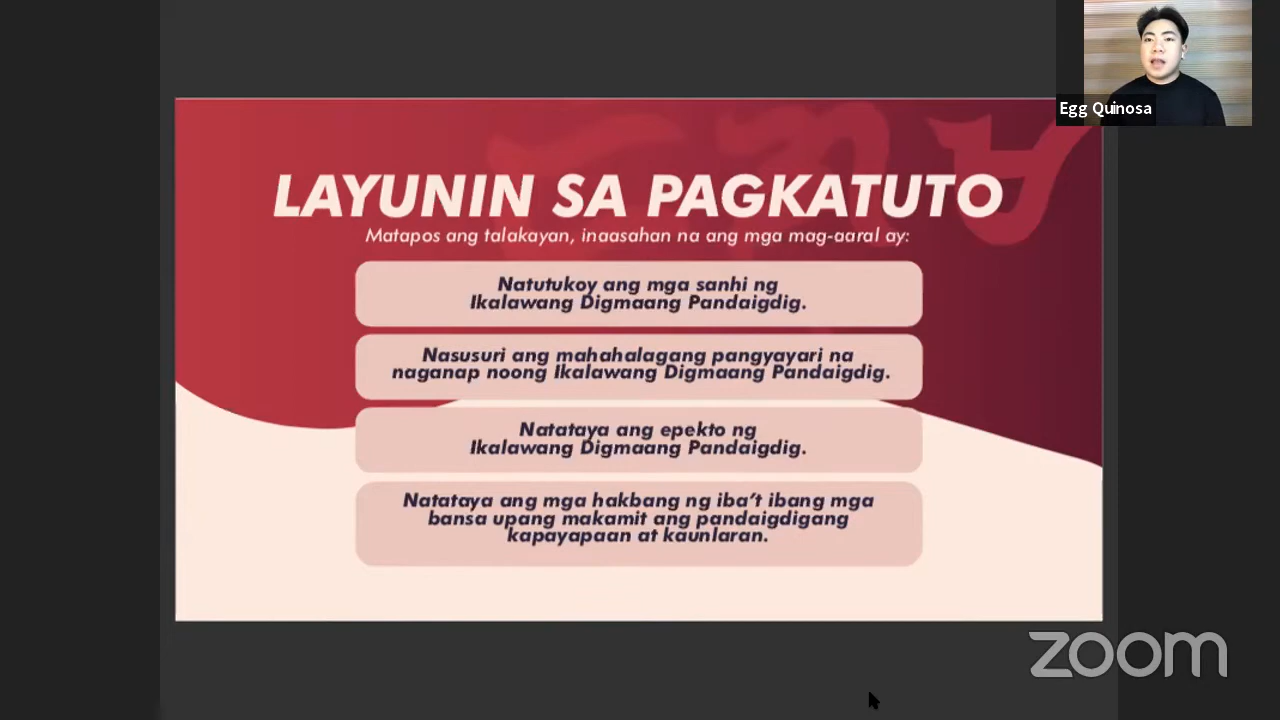 Egg Quinosa
LAYUNIN SA PAGKATUTO
Matapos ang talakayan, inaasahan na ang mga mag-aaral ay:
Natutukoy ang mga sanhi ng
Ikalawang Digmaang Pandaigdig.
Nasusuri ang mahahalagang pangyayari na
naganap noong Ikalawang Digmaang Pandaigdig.
Natataya ang epekto ng
Ikalawang Digmaang Pandaigdig.
Natataya ang mga hakbang ng iba't ibang mga
bansa upang makamit ang pandaigdigang
kapayapaan at kaunlaran.
zoom